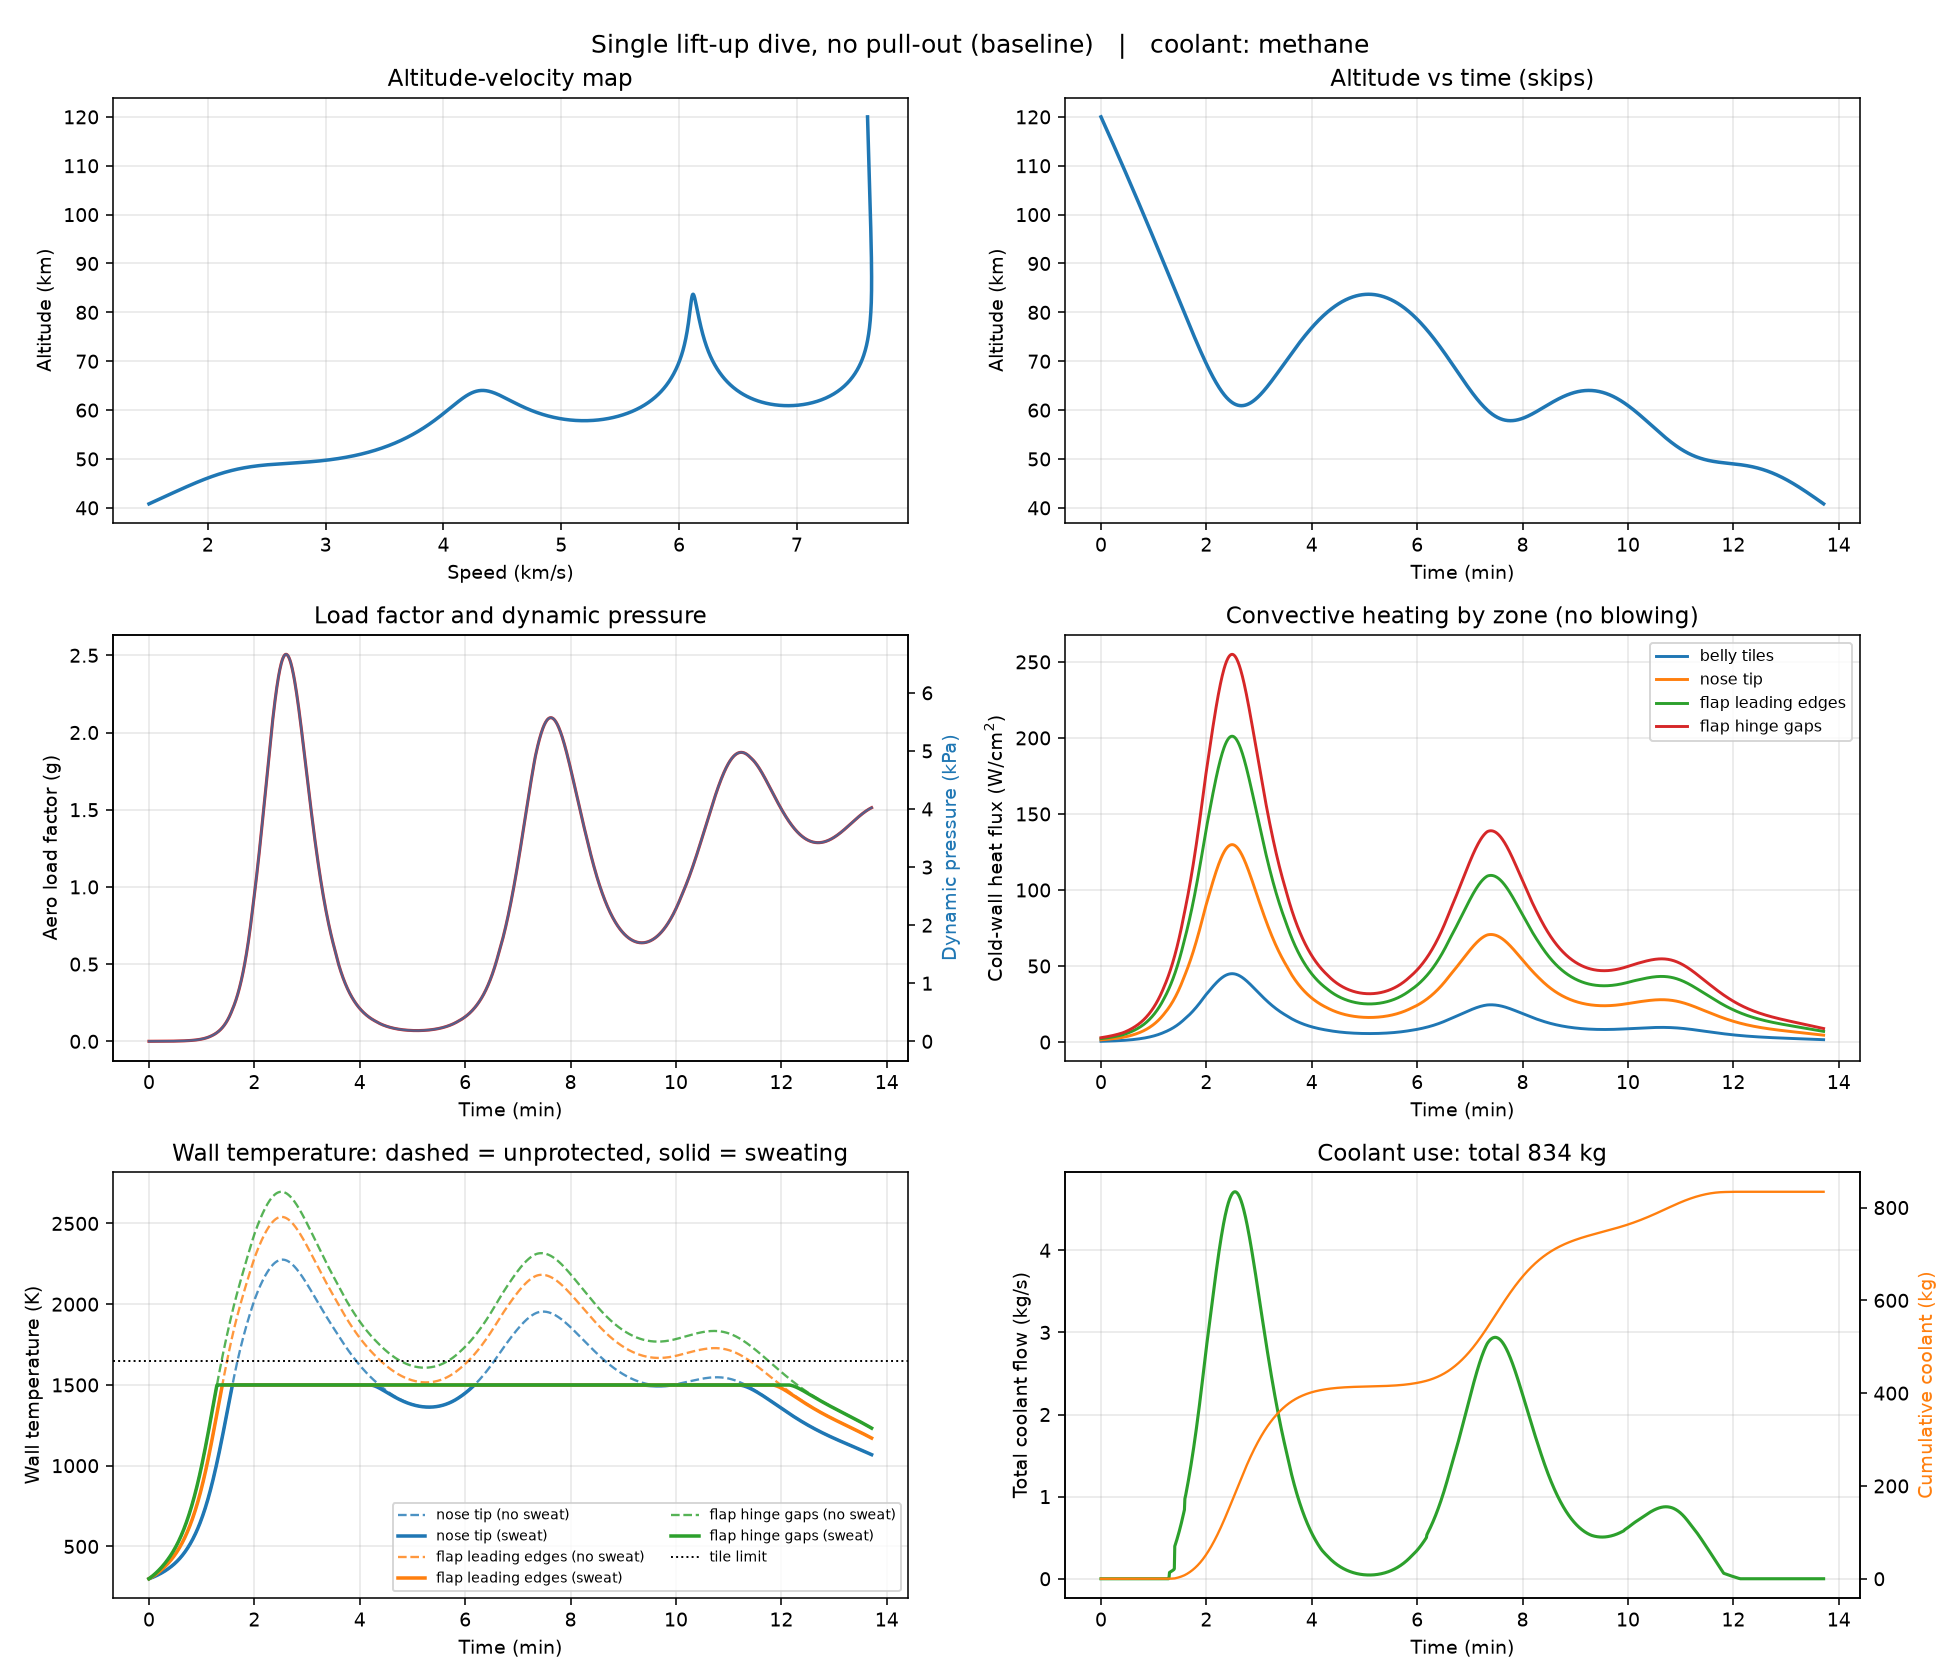 Single lift-up dive, no pull-out (baseline)   |   coolant: methane
Altitude-velocity map
Altitude (km)
120
110
100
90
80
70
60
50
40
2 3 4 5 6 7
Speed (km/s)
Altitude vs time (skips)
Altitude (km)
120
110
100
90
80
70
60
50
40
0 2 4 6 8 10 12 14
Time (min)
Load factor and dynamic pressure
Aero load factor (g)
2.5
2.0
1.5
1.0
0.5
0.0
6
5
4
3
2
1
0
Dynamic pressure (kPa)
0 2 4 6 8 10 12 14
Time (min)
Convective heating by zone (no blowing)
Cold-wall heat flux (W/cm²)
250
200
150
100
50
0
belly tiles
nose tip
flap leading edges
flap hinge gaps
0 2 4 6 8 10 12 14
Time (min)
Wall temperature: dashed = unprotected, solid = sweating
Wall temperature (K)
2500
2000
1500
1000
500
nose tip (no sweat)
nose tip (sweat)
flap leading edges (no sweat)
flap leading edges (sweat)
flap hinge gaps (no sweat)
flap hinge gaps (sweat)
tile limit
0 2 4 6 8 10 12 14
Time (min)
Coolant use: total 834 kg
Total coolant flow (kg/s)
4
3
2
1
0
800
600
400
200
0
Cumulative coolant (kg)
0 2 4 6 8 10 12 14
Time (min)